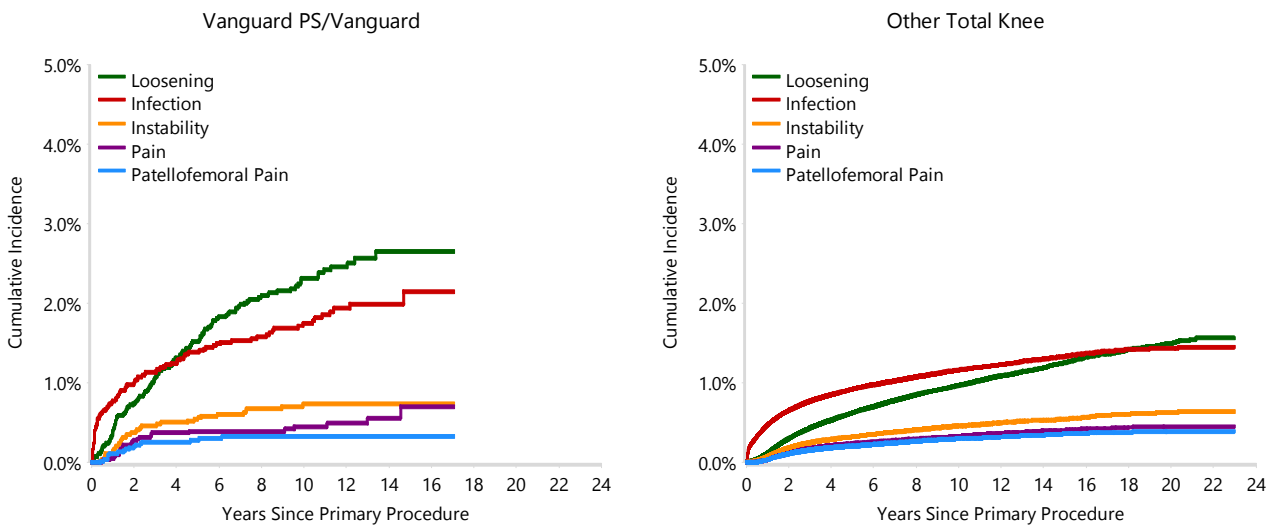 Vanguard PS/Vanguard
5.0%
4.0%
3.0%
2.0%
1.0%
0.0%
Cumulative Incidence
Loosening
Infection
Instability
Pain
Patellofemoral Pain
0 2 4 6 8 10 12 14 16 18 20 22 24
Years Since Primary Procedure
Other Total Knee
5.0%
4.0%
3.0%
2.0%
1.0%
0.0%
Cumulative Incidence
Loosening
Infection
Instability
Pain
Patellofemoral Pain
0 2 4 6 8 10 12 14 16 18 20 22 24
Years Since Primary Procedure